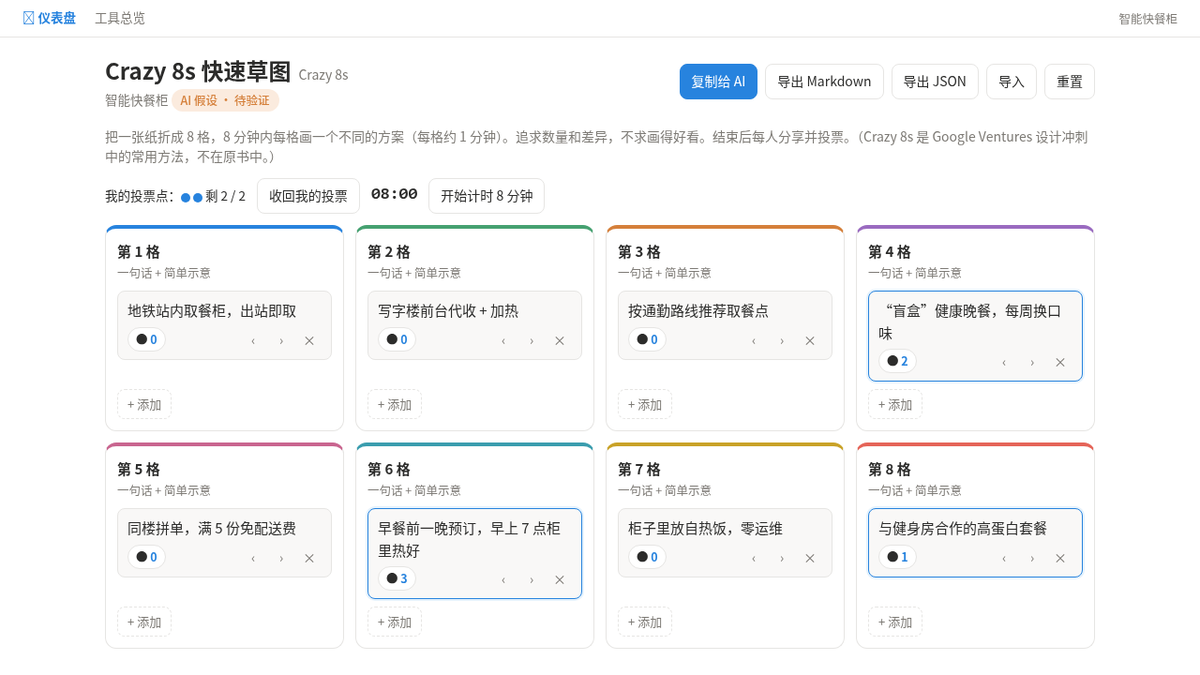 仪表盘 工具总览 智能快餐柜
Crazy 8s 快速草图 Crazy 8s
智能快餐柜 AI 假设 · 待验证
复制给 AI 导出 Markdown 导出 JSON 导入 重置
把一张纸折成 8 格，8 分钟内每格画一个不同的方案（每格约 1 分钟）。追求数量和差异，不求画得好看。结束后每人分享并投票。（Crazy 8s 是 Google Ventures 设计冲刺
中的常用方法，不在原书中。）
我的投票点： 剩 2 / 2 收回我的投票 08:00 开始计时 8 分钟
第 1 格
一句话 + 简单示意
地铁站内取餐柜，出站即取
0 ‹ › ×
+ 添加
第 2 格
一句话 + 简单示意
写字楼前台代收 + 加热
0 ‹ › ×
+ 添加
第 3 格
一句话 + 简单示意
按通勤路线推荐取餐点
0 ‹ › ×
+ 添加
第 4 格
一句话 + 简单示意
“盲盒”健康晚餐，每周换口
味
2 ‹ › ×
+ 添加
第 5 格
一句话 + 简单示意
同楼拼单，满 5 份免配送费
0 ‹ › ×
+ 添加
第 6 格
一句话 + 简单示意
早餐前一晚预订，早上 7 点柜
里热好
3 ‹ › ×
+ 添加
第 7 格
一句话 + 简单示意
柜子里放自热饭，零运维
0 ‹ › ×
+ 添加
第 8 格
一句话 + 简单示意
与健身房合作的高蛋白套餐
1 ‹ › ×
+ 添加